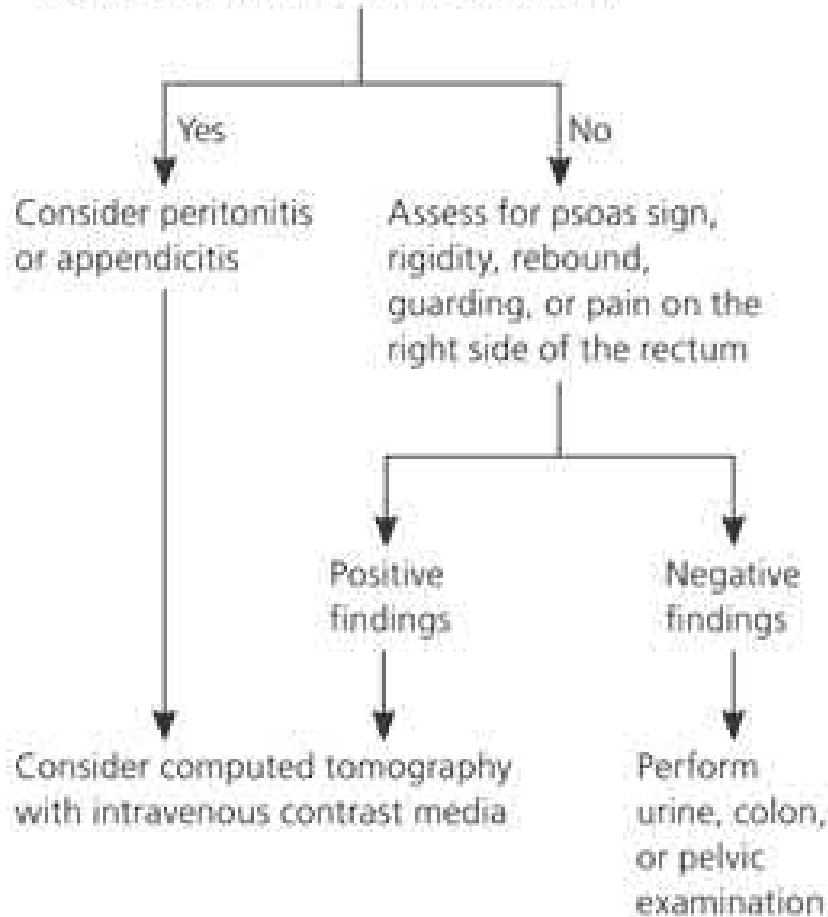 Yes
No
Consider peritonitis
or appendicitis
Assess for psoas sign,
rigidity, rebound,
guarding, or pain on the
right side of the rectum
Positive
findings
Negative
findings
Consider computed tomography
with intravenous contrast media
Perform
urine, colon,
or pelvic
examination